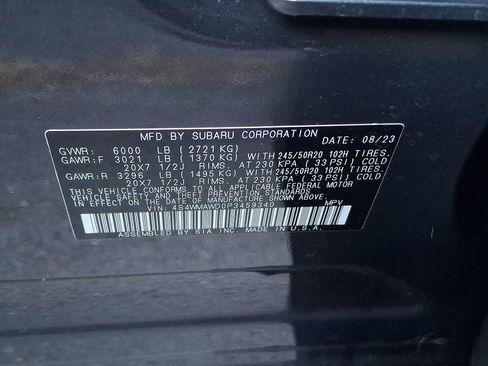 MFD BY SUBARU CORPORATION DATE: 08/23
GVWR: 6000 LB (2721 KG)
GAWR:F 3021 LB (1370 KG) WITH 245/50R20 102H TIRES.
20X7 1/2J RIMS. AT 230 KPA (33 PSI) COLD
GAWR:R 3296 LB (1495 KG) WITH 245/50R20 102H TIRES.
20X7 1/2J RIMS. AT 230 KPA (33 PSI) COLD
THIS VEHICLE CONFORMS TO ALL APPLICABLE FEDERAL MOTOR
VEHICLE SAFETY AND THEFT PREVENTION STANDARDS
IN EFFECT ON THE DATE OF MANUFACTURE SHOWN ABOVE.
VIN: 4S4WMAWD0P3459340 MPV
ASSEMBLED BY SIA INC. IN U.S.A.